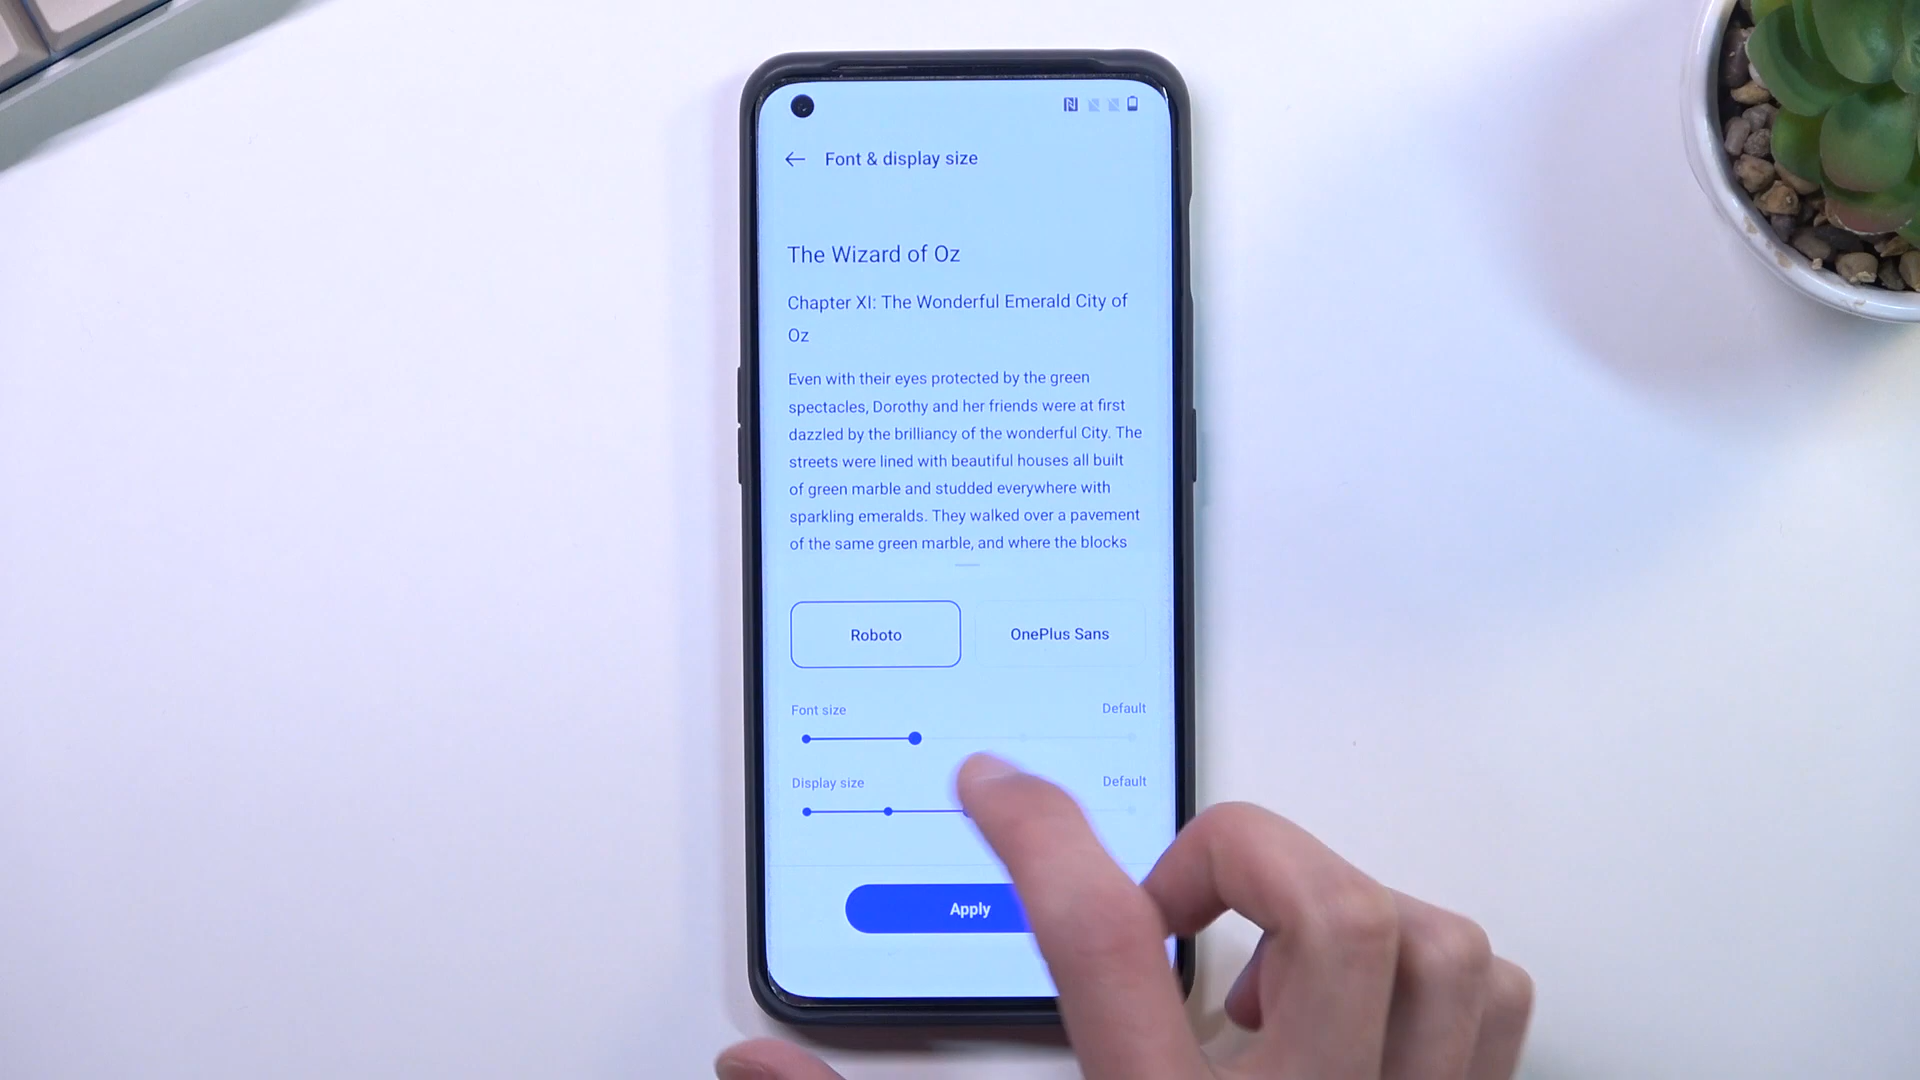 Font & display size
The Wizard of Oz
Chapter XI: The Wonderful Emerald City of
Oz
Even with their eyes protected by the green
spectacles, Dorothy and her friends were at first
dazzled by the brilliancy of the wonderful City. The
streets were lined with beautiful houses all built
of green marble and studded everywhere with
sparkling emeralds. They walked over a pavement
of the same green marble, and where the blocks
Roboto
OnePlus Sans
Font size
Default
Display size
Default
Apply